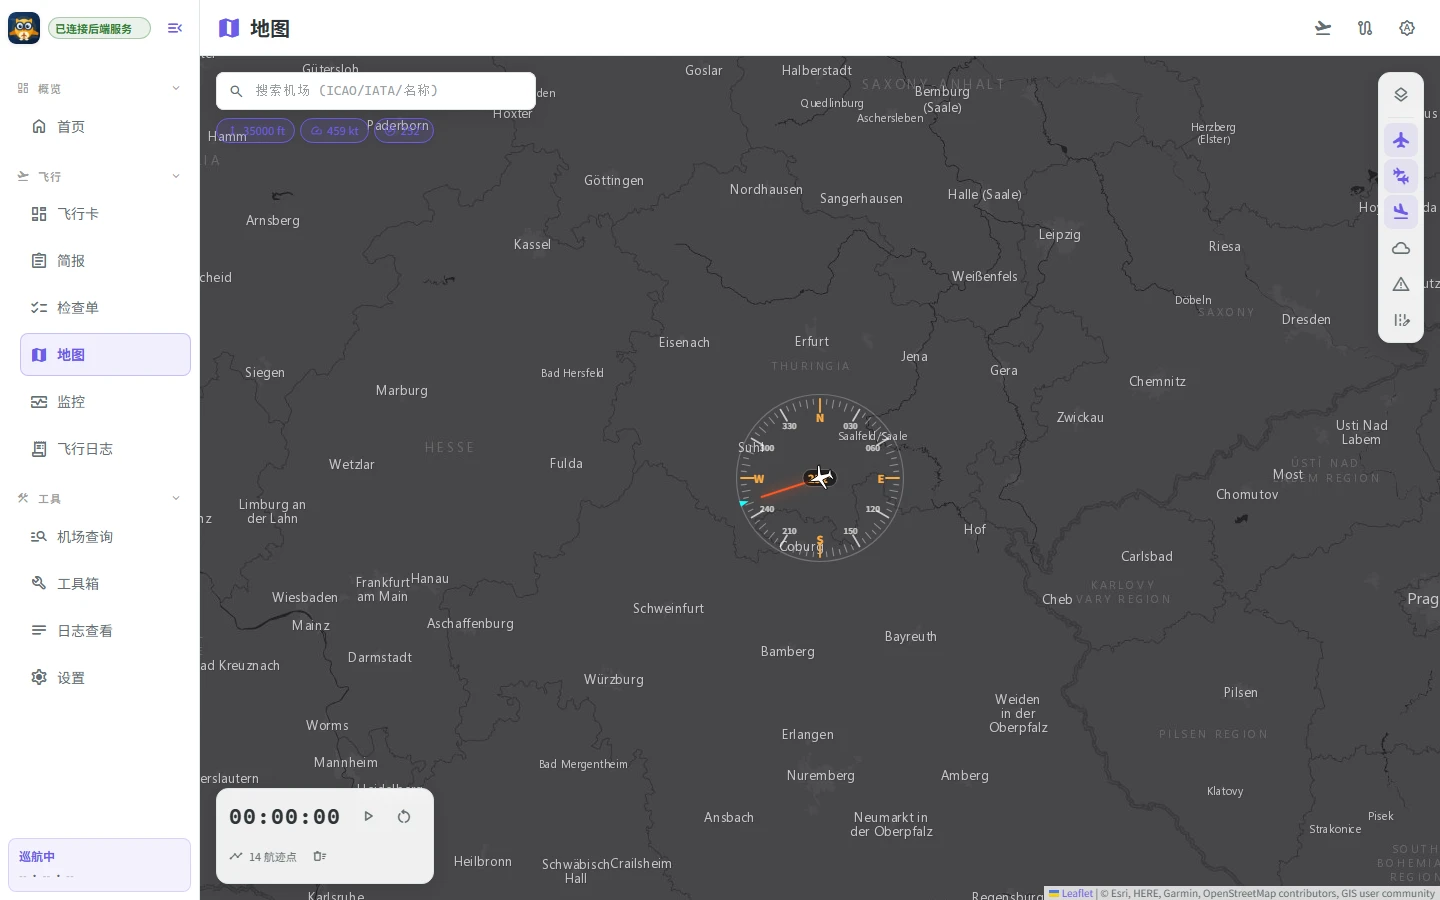 已连接后端服务
地图
概览
首页
飞行
飞行卡
简报
检查单
地图
监控
飞行日志
工具
机场查询
工具箱
日志查看
设置
巡航中
-- · -- · --
搜索机场 (ICAO/IATA/名称)
35000 ft
459 kt
252
Gütersloh
Goslar
Halberstadt
SAXONY-ANHALT
Bernburg
(Saale)
Quedlinburg
Aschersleben
Höxter
Paderborn
Hamm
Herzberg
(Elster)
Göttingen
Nordhausen
Sangerhausen
Halle (Saale)
Arnsberg
Kassel
Leipzig
Riesa
Weißenfels
Döbeln
SAXONY
Dresden
Eisenach
Erfurt
THURINGIA
Jena
Gera
Chemnitz
Siegen
Marburg
Bad Hersfeld
Zwickau
HESSE
Wetzlar
Fulda
Saalfeld/Saale
Usti Nad
Labem
Most
Chomutov
N
030
060
E
120
150
S
210
240
W
300
330
Coburg
Hof
Limburg an
der Lahn
Carlsbad
KARLOVY
VARY REGION
Cheb
Frankfurt
am Main
Hanau
Wiesbaden
Mainz
Aschaffenburg
Schweinfurt
Darmstadt
Bayreuth
Bamberg
Würzburg
Weiden
in der
Oberpfalz
Pilsen
PILSEN REGION
Worms
Erlangen
Mannheim
Bad Mergentheim
Nuremberg
Amberg
Klatovy
Ansbach
Neumarkt in
der Oberpfalz
Pisek
Strakonice
Heilbronn
Schwäbisch
Hall
Crailsheim
Karlsruhe
Regensburg
SOUTH
BOHEMIA
REGION
00:00:00
14 航迹点
Leaflet | © Esri, HERE, Garmin, OpenStreetMap contributors, GIS user community